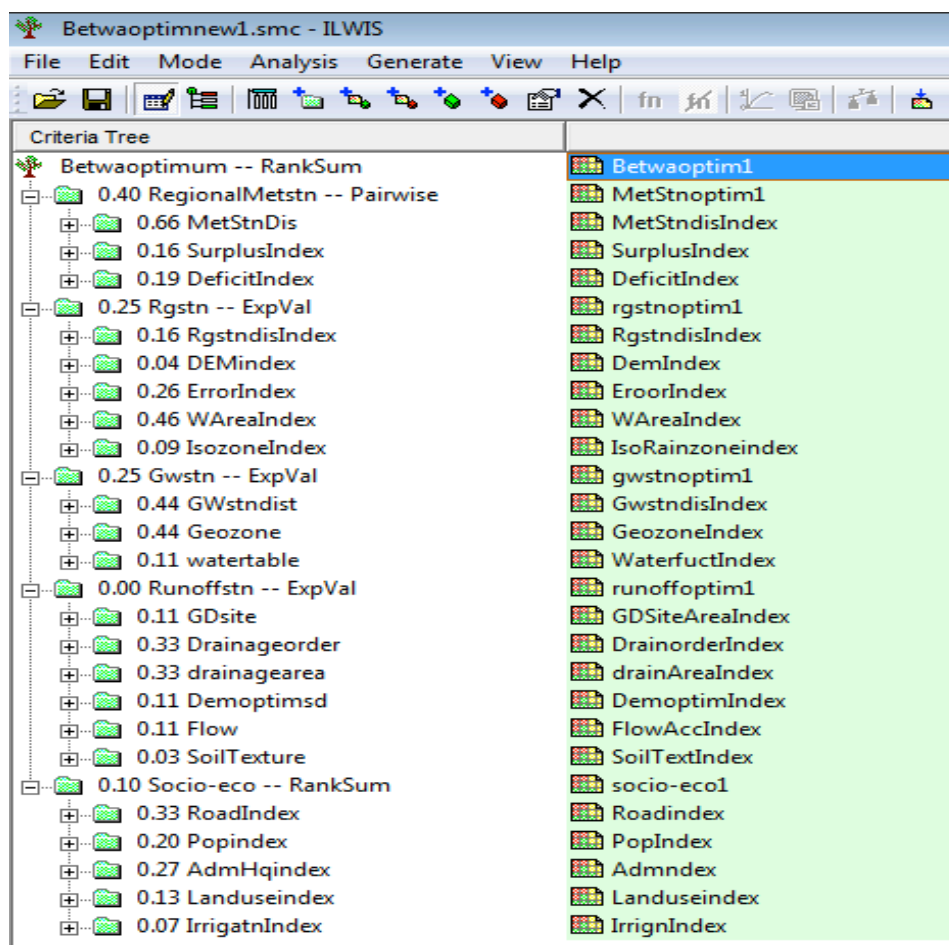 Betwaoptimnew1.smc - ILWIS
File Edit Mode Analysis Generate View Help
fn fn
Criteria Tree
Betwaoptimum -- RankSum Betwaoptim1
0.40 RegionalMetstn -- Pairwise MetStnoptim1
0.66 MetStnDis MetStndisIndex
0.16 SurplusIndex SurplusIndex
0.19 DeficitIndex DeficitIndex
0.25 Rgstn -- ExpVal rgstnoptim1
0.16 RgstndisIndex RgstndisIndex
0.04 DEMindex DemIndex
0.26 ErrorIndex EroorIndex
0.46 WAreaIndex WAreaIndex
0.09 IsozoneIndex IsoRainzoneindex
0.25 Gwstn -- ExpVal gwstnoptim1
0.44 GWstndist GwstndisIndex
0.44 Geozone GeozoneIndex
0.11 watertable WaterfuctIndex
0.00 Runoffstn -- ExpVal runoffoptim1
0.11 GDsite GDSiteAreaIndex
0.33 Drainageorder DrainorderIndex
0.33 drainagearea drainAreaIndex
0.11 Demoptimsd DemoptimIndex
0.11 Flow FlowAccIndex
0.03 SoilTexture SoilTextIndex
0.10 Socio-eco -- RankSum socio-eco1
0.33 RoadIndex Roadindex
0.20 Popindex PopIndex
0.27 AdmHqindex Admndex
0.13 Landuseindex Landuseindex
0.07 IrrigatnIndex IrrignIndex